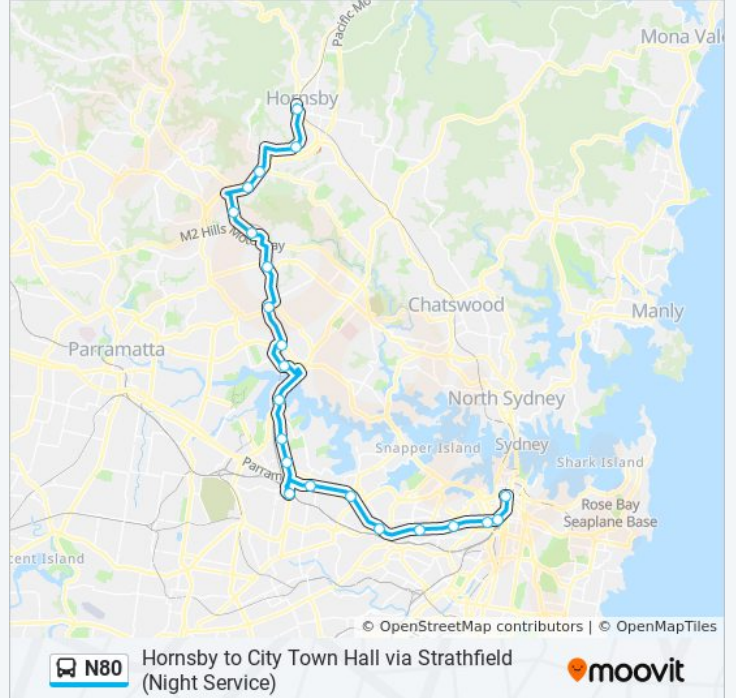 Pacific Mo
Mona Vale
Hornsby
M2 Hills Motorway
Chatswood
Manly
Parramatta
North Sydney
Snapper Island
Sydney
Shark Island
Parram
Rose Bay
Seaplane Base
cent Island
© OpenStreetMap contributors | © OpenMapTiles
N80
Hornsby to City Town Hall via Strathfield
(Night Service)
moovit